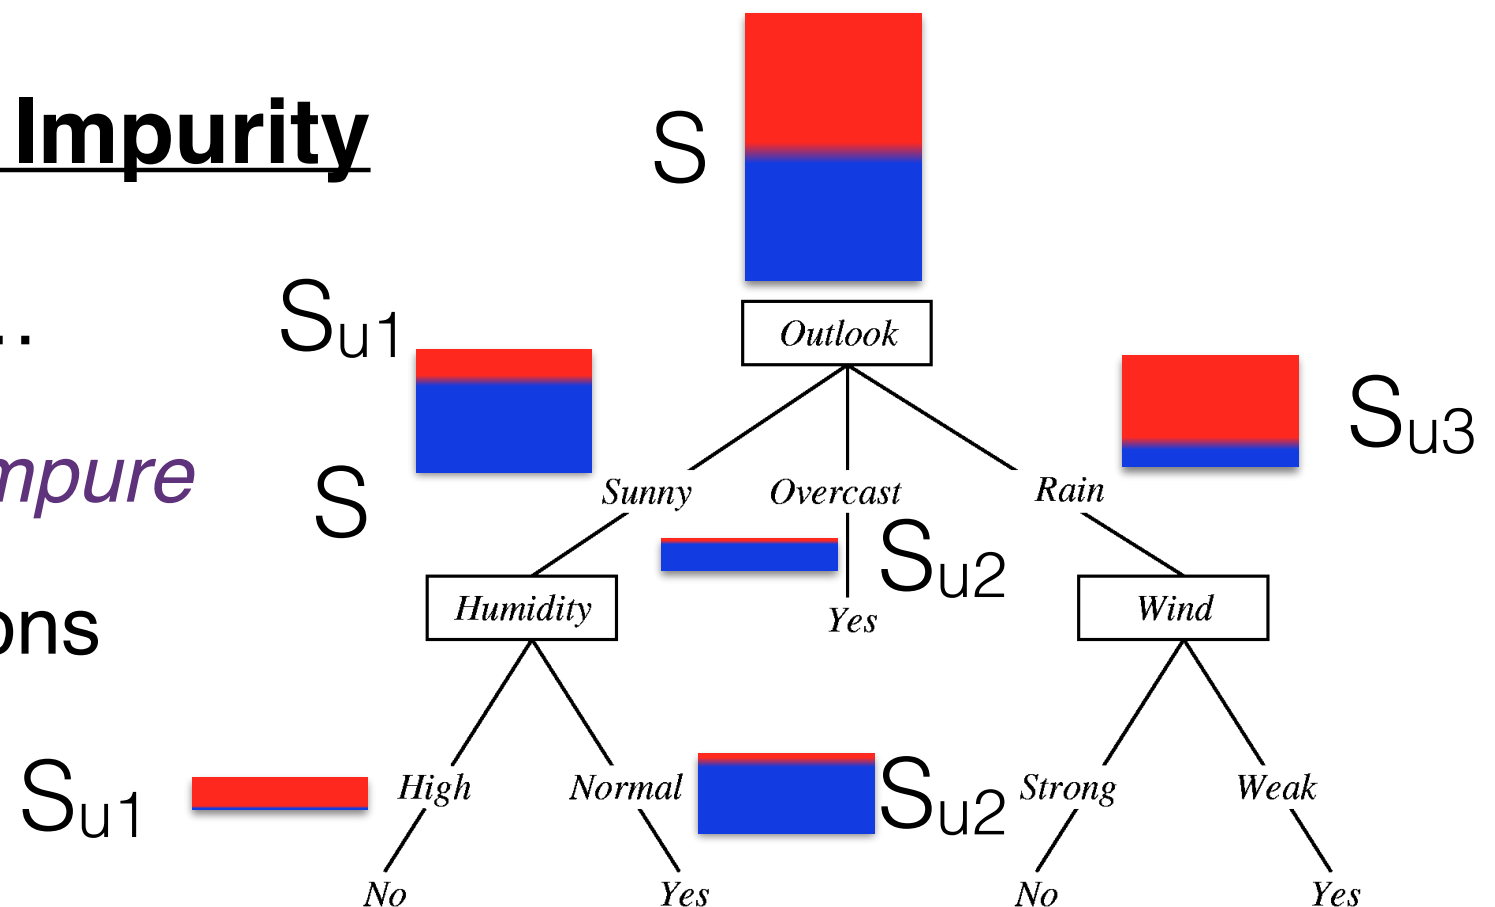 Impurity
S
Su1
..
Outlook
Su3
mpure
S
Sunny
Overcast
Rain
Su2
ons
Humidity
Yes
Wind
Su1
High
Normal
Su2
Strong
Weak
No
Yes
No
Yes